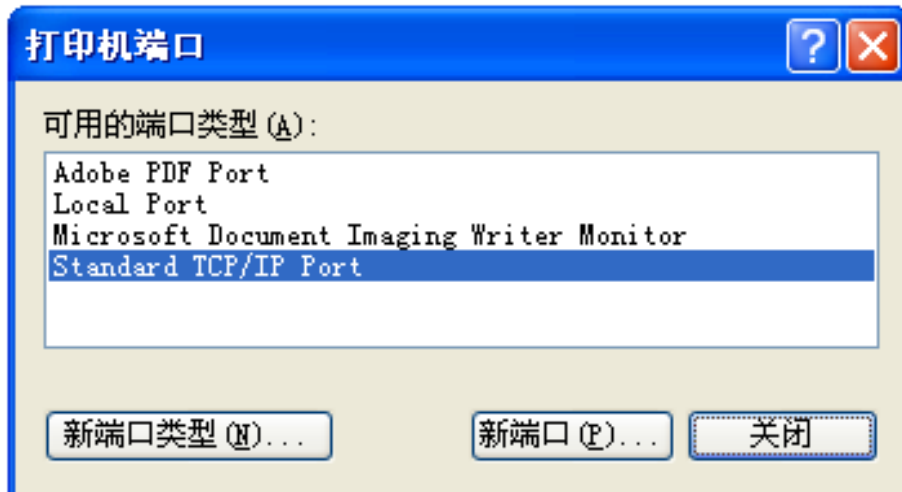 打印机端口
可用的端口类型(A):
Adobe PDF Port
Local Port
Microsoft Document Imaging Writer Monitor
Standard TCP/IP Port
新端口类型(N)... 新端口(P)... 关闭